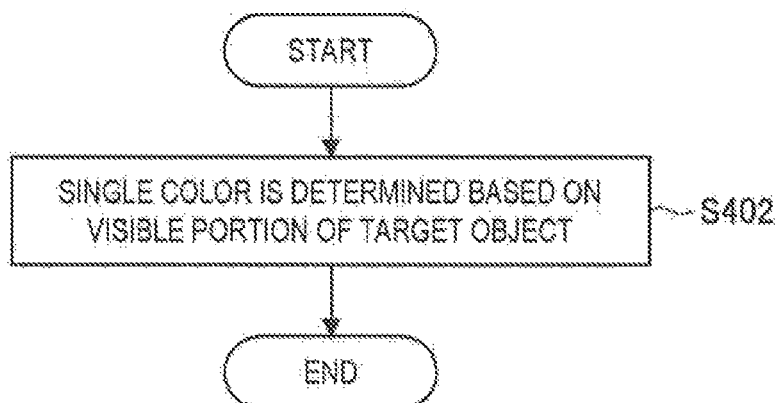 START
SINGLE COLOR IS DETERMINED BASED ON
VISIBLE PORTION OF TARGET OBJECT
S402
END